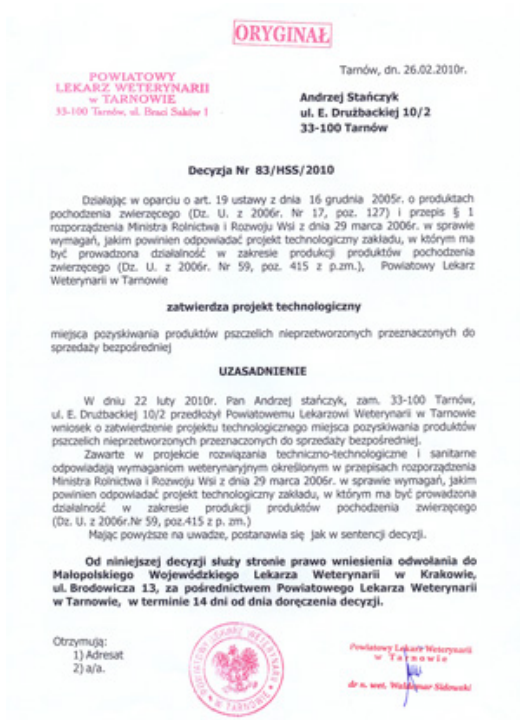 ORYGINAŁ
Tarnów, dn. 26.02.2010r.
POWIATOWY
LEKARZ WETERYNARII
w TARNOWIE
33-100 Tarnów, ul. Braci Saków 1
Andrzej Stańczyk
ul. E. Drużbackiej 10/2
33-100 Tarnów
Decyzja Nr 83/HSS/2010
Działając w oparciu o art. 19 ustawy z dnia 16 grudnia 2005r. o produktach
pochodzenia zwierzęcego (Dz. U. z 2006r. Nr 17, poz. 127) i przepis § 1
rozporządzenia Ministra Rolnictwa i Rozwoju Wsi z dnia 29 marca 2006r. w sprawie
wymagań, jakim powinien odpowiadać projekt technologiczny zakładu, w którym ma
być prowadzona działalność w zakresie produkcji produktów pochodzenia
zwierzęcego (Dz. U. z 2006r. Nr 59, poz. 415 z p.zm.), Powiatowy Lekarz
Weterynarii w Tarnowie
zatwierdza projekt technologiczny
miejsca pozyskiwania produktów pszczelich nieprzetworzonych przeznaczonych do
sprzedaży bezpośredniej
UZASADNIENIE
W dniu 22 luty 2010r. Pan Andrzej stańczyk, zam. 33-100 Tarnów,
ul. E. Drużbackiej 10/2 przedłożył Powiatowemu Lekarzowi Weterynarii w Tarnowie
wniosek o zatwierdzenie projektu technologicznego miejsca pozyskiwania produktów
pszczelich nieprzetworzonych przeznaczonych do sprzedaży bezpośredniej.
Zawarte w projekcie rozwiązania techniczno-technologiczne i sanitarne
odpowiadają wymaganiom weterynaryjnym określonym w przepisach rozporządzenia
Ministra Rolnictwa i Rozwoju Wsi z dnia 29 marca 2006r. w sprawie wymagań, jakim
powinien odpowiadać projekt technologiczny zakładu, w którym ma być prowadzona
działalność w zakresie produkcji produktów pochodzenia zwierzęcego
(Dz. U. z 2006r.Nr 59, poz.415 z p. zm.)
Mając powyższe na uwadze, postanawia się jak w sentencji decyzji.
Od niniejszej decyzji służy stronie prawo wniesienia odwołania do
Małopolskiego Wojewódzkiego Lekarza Weterynarii w Krakowie,
ul. Brodowicza 13, za pośrednictwem Powiatowego Lekarza Weterynarii
w Tarnowie, w terminie 14 dni od dnia doręczenia decyzji.
Otrzymują:
1) Adresat
2) a/a.
POWIATOWY LEKARZ WETERYNARII
W TARNOWIE
Powiatowy Lekarz Weterynarii
w Tarnowie
dr n. wet. Waldemar Sidowski